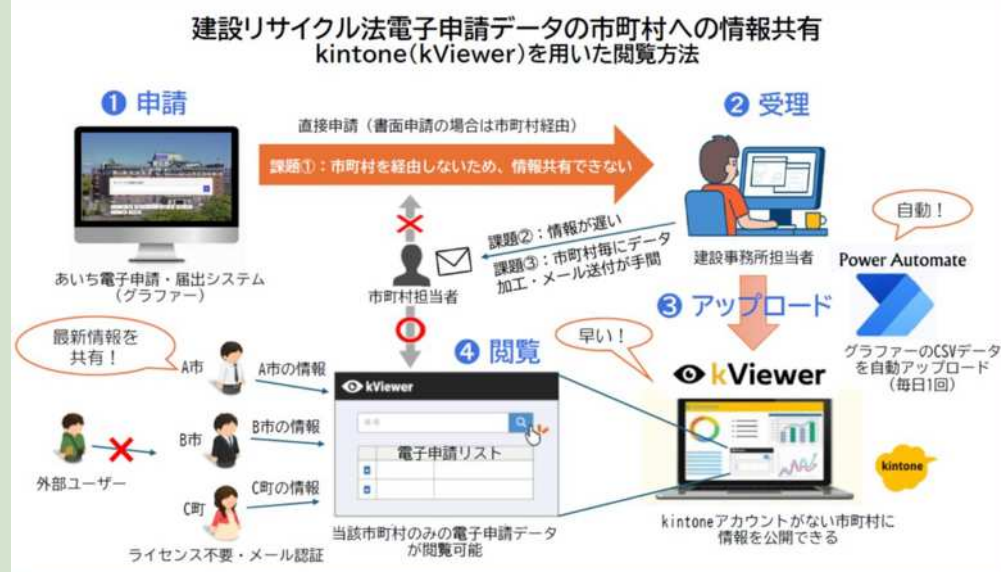 建設リサイクル法電子申請データの市町村への情報共有
kintone(kViewer)を用いた閲覧方法
❶ 申請
直接申請（書面申請の場合は市町村経由）
課題①：市町村を経由しないため、情報共有できない
❷ 受理
あいち電子申請・届出システム
（グラファー）
市町村担当者
課題②：情報が遅い
課題③：市町村毎にデータ
加工・メール送付が手間
建設事務所担当者
自動！
Power Automate
グラファーのCSVデータ
を自動アップロード
（毎日1回）
❸ アップロード
早い！
kViewer
kintone
kintoneアカウントがない市町村に
情報を公開できる
❹ 閲覧
kViewer
電子申請リスト
当該市町村のみの電子申請データ
が閲覧可能
最新情報を
共有！
A市
A市の情報
B市
B市の情報
C町
C町の情報
外部ユーザー
ライセンス不要・メール認証